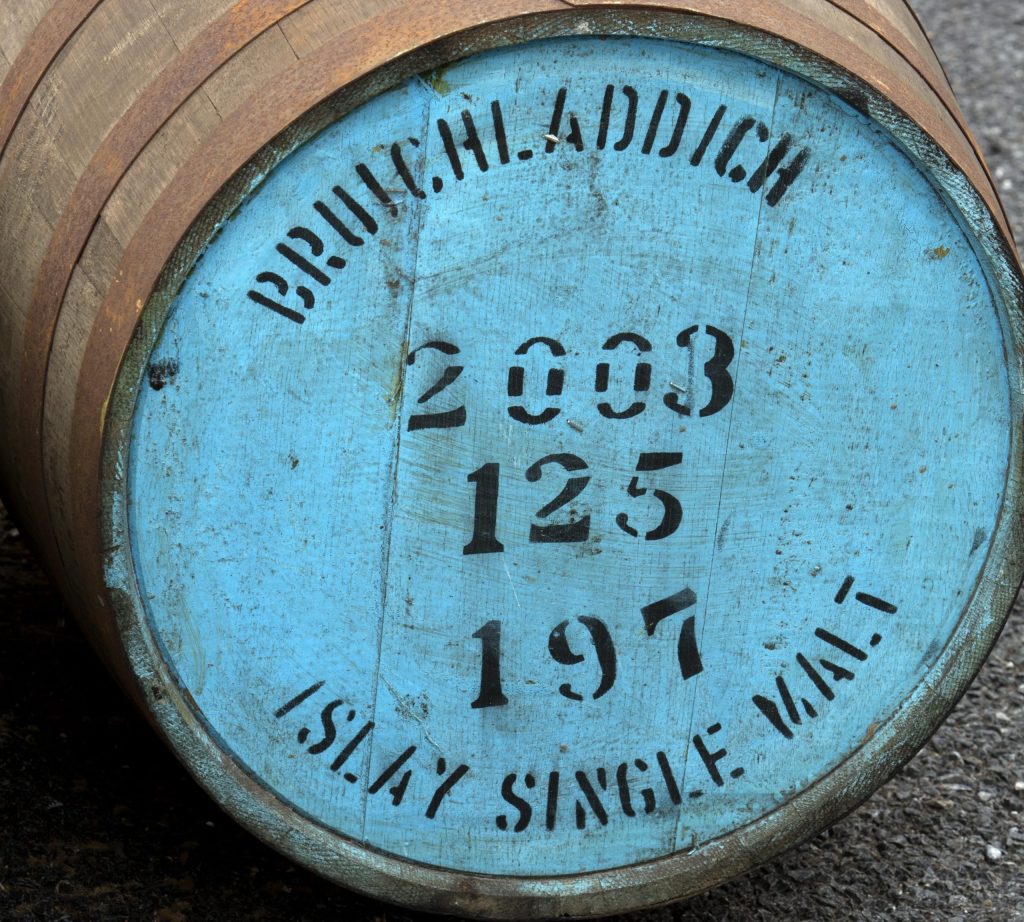 BRUICHLADDICH
2003
125
197
ISLAY SINGLE MALT